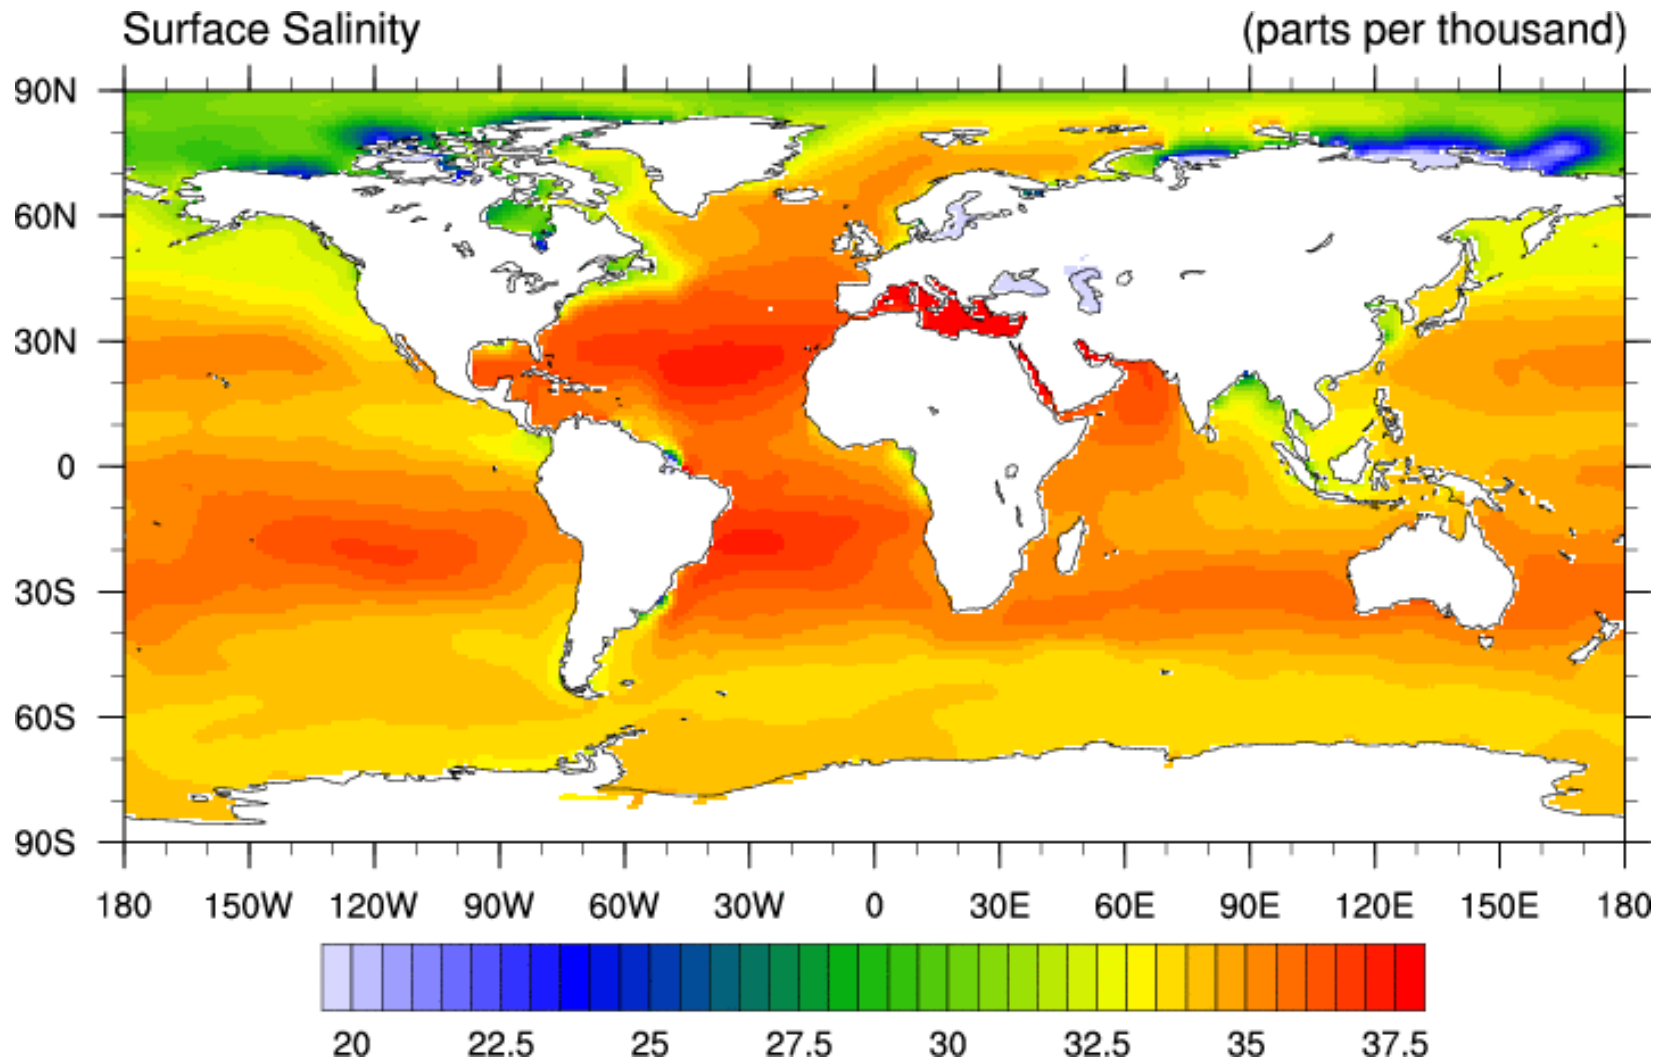 Surface Salinity (parts per thousand)
90N
60N
30N
0
30S
60S
90S
180 150W 120W 90W 60W 30W 0 30E 60E 90E 120E 150E 180
20 22.5 25 27.5 30 32.5 35 37.5